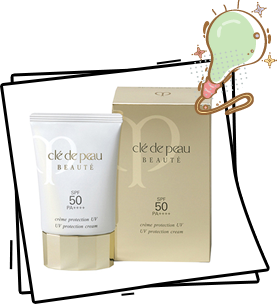 clé de peau
BEAUTÉ
SPF
50
PA++++
crème protection UV
UV protection cream
clé de peau
BEAUTÉ
SPF
50
PA++++
crème protection UV
UV protection cream